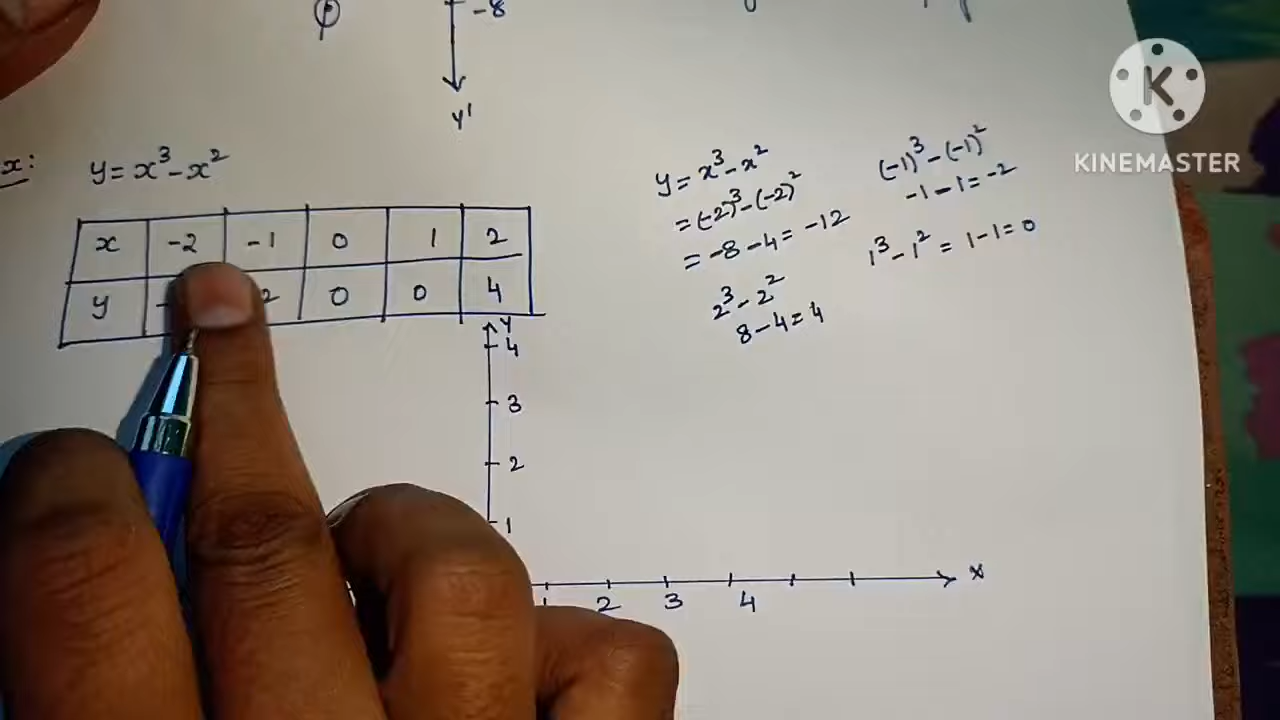 -8
y'
x:
y = x³ - x²
x -2 -1 0 1 2
y - 2 0 0 4
y
4
3
2
1
1 2 3 4
x
y = x³ - x²
= (-2)³ - (-2)²
= -8 - 4 = -12
2³ - 2²
8 - 4 = 4
(-1)³ - (-1)²
-1 - 1 = -2
1³ - 1² = 1 - 1 = 0
KINEMASTER